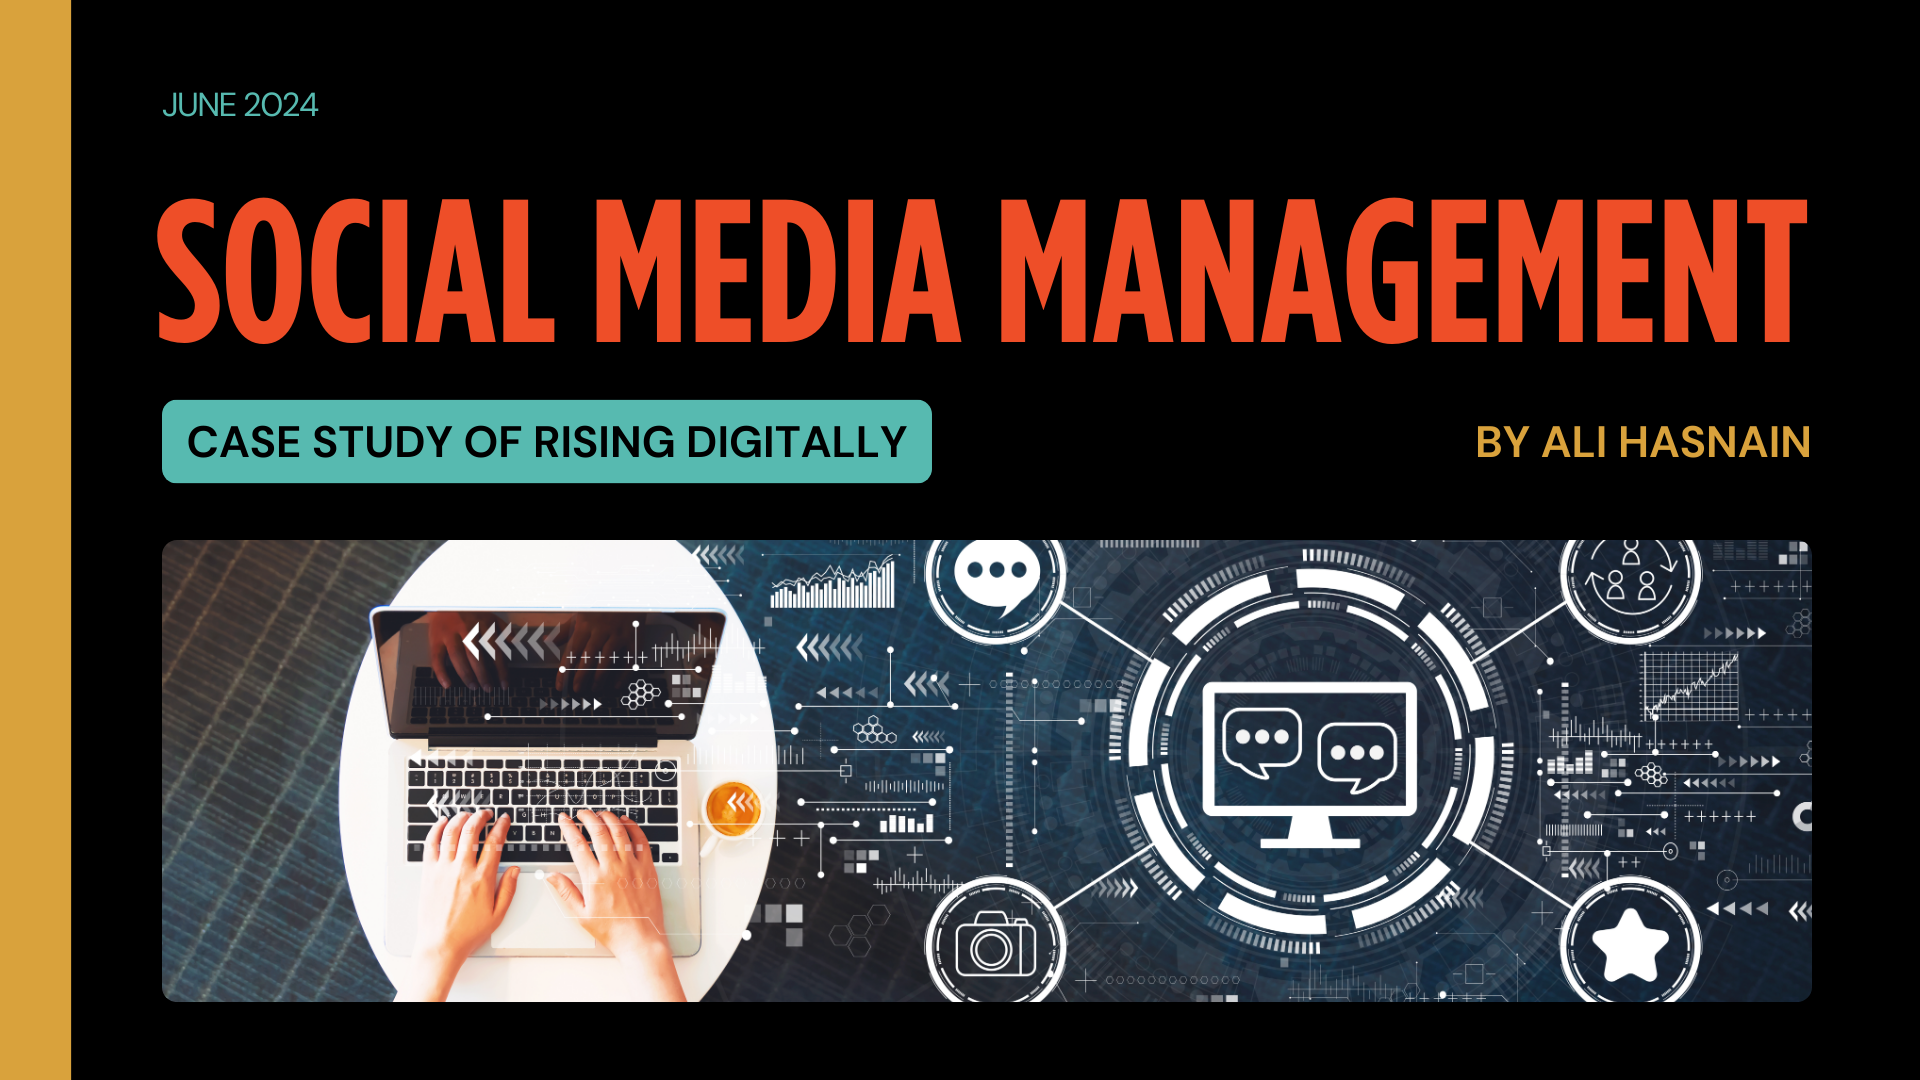 JUNE 2024
SOCIAL MEDIA MANAGEMENT
CASE STUDY OF RISING DIGITALLY
BY ALI HASNAIN